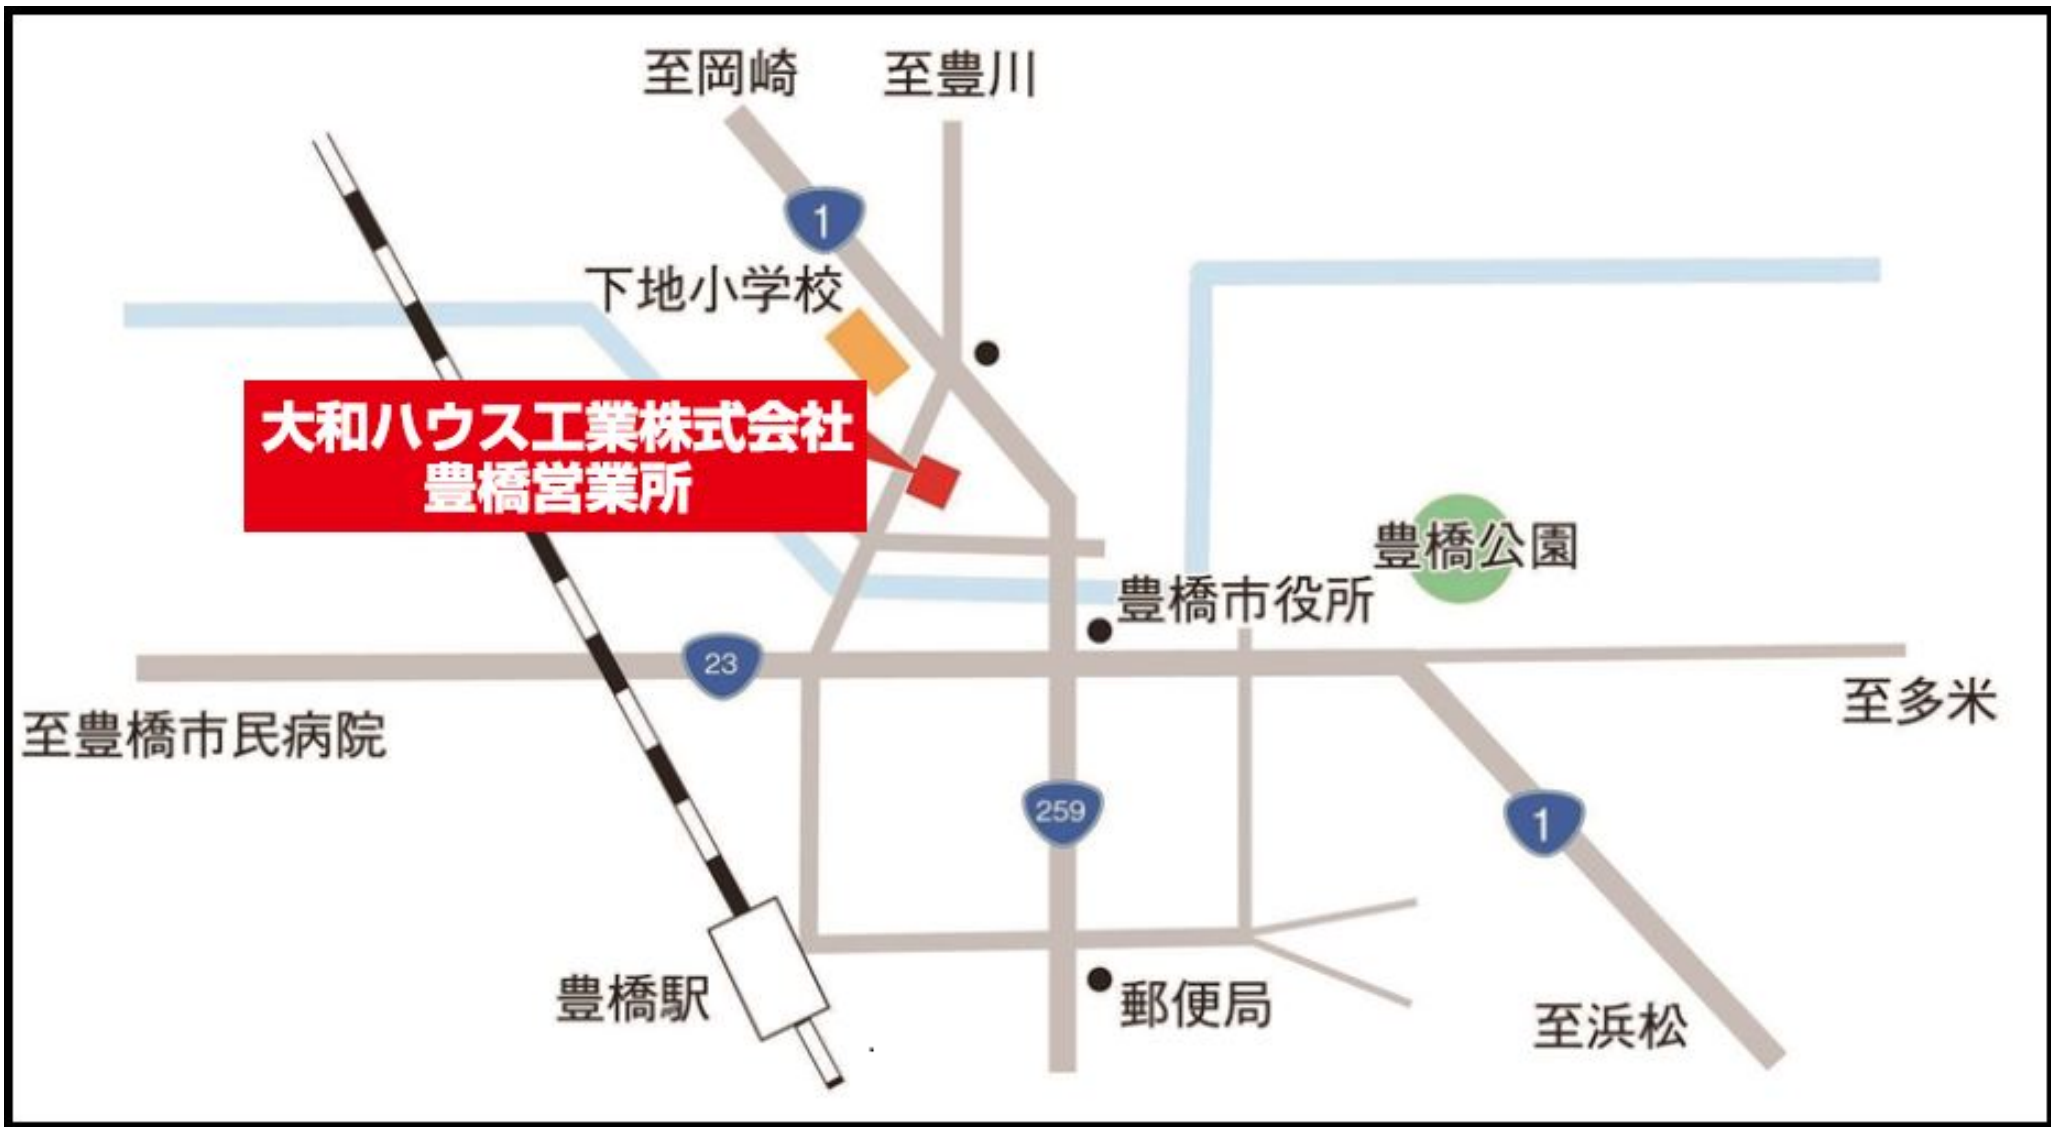 至岡崎
至豊川
1
下地小学校
大和ハウス工業株式会社
豊橋営業所
豊橋公園
豊橋市役所
23
至多米
至豊橋市民病院
259
1
豊橋駅
郵便局
至浜松